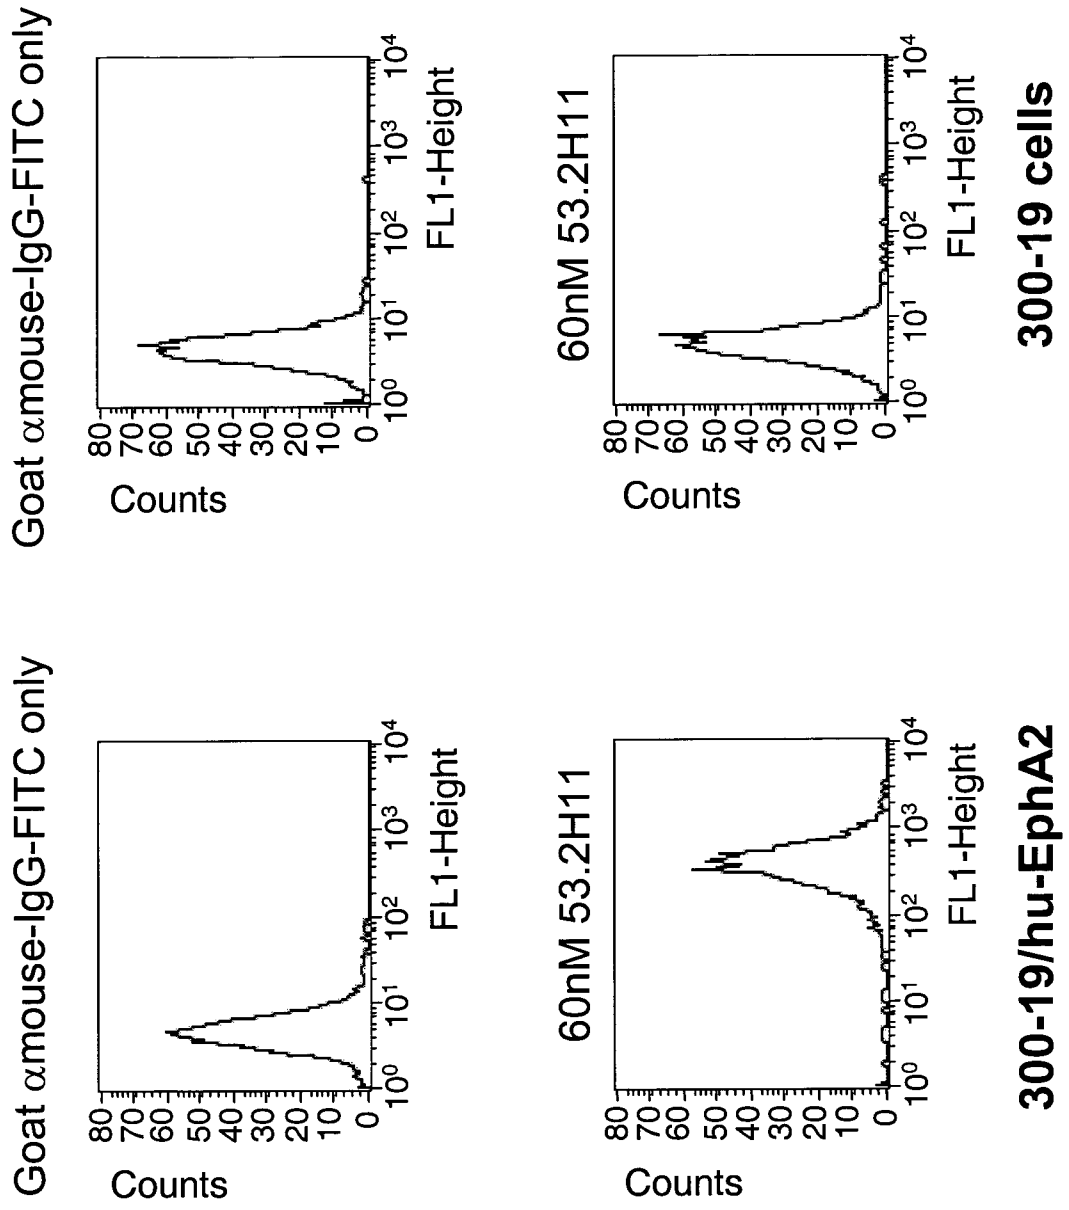 Goat αmouse-IgG-FITC only
Counts
80
70
60
50
40
30
20
10
0
10⁰ 10¹ 10² 10³ 10⁴
FL1-Height
Goat αmouse-IgG-FITC only
Counts
80
70
60
50
40
30
20
10
0
10⁰ 10¹ 10² 10³ 10⁴
FL1-Height
60nM 53.2H11
Counts
80
70
60
50
40
30
20
10
0
10⁰ 10¹ 10² 10³ 10⁴
FL1-Height
300-19/hu-EphA2
60nM 53.2H11
Counts
80
70
60
50
40
30
20
10
0
10⁰ 10¹ 10² 10³ 10⁴
FL1-Height
300-19 cells